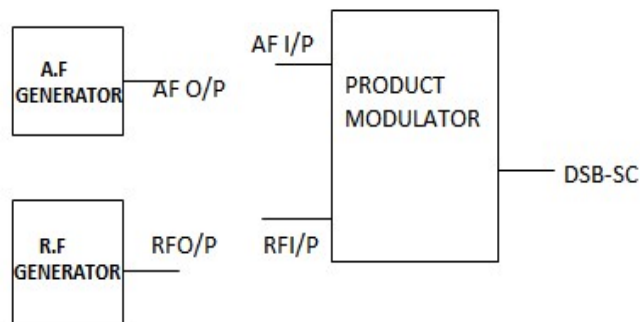 A.F
GENERATOR
AF O/P
AF I/P
PRODUCT
MODULATOR
DSB-SC
R.F
GENERATOR
RFO/P
RFI/P